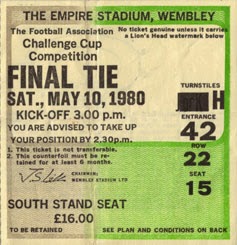 THE EMPIRE STADIUM, WEMBLEY
The Football Association
Challenge Cup
Competition
No ticket genuine unless it carries
a Lion's Head watermark below
FINAL TIE
SAT., MAY 10, 1980
KICK-OFF 3.00 p.m.
YOU ARE ADVISED TO TAKE UP
YOUR POSITION BY 2.30p.m.
1. This ticket is not transferable.
2. This counterfoil must be re-
tained for at least 6 months.
CHAIRMAN:
WEMBLEY STADIUM LTD
SOUTH STAND SEAT
£16.00
TO BE RETAINED
TURNSTILES
H
ENTRANCE
42
ROW
22
SEAT
15
SEE PLAN AND CONDITIONS ON BACK